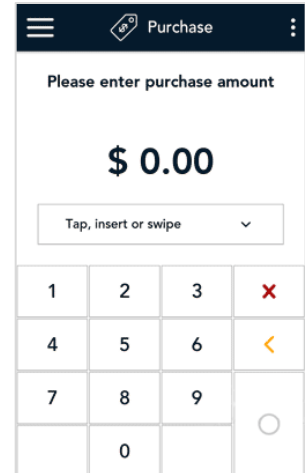 Purchase
Please enter purchase amount
$ 0.00
Tap, insert or swipe
1 2 3
4 5 6
7 8 9
0